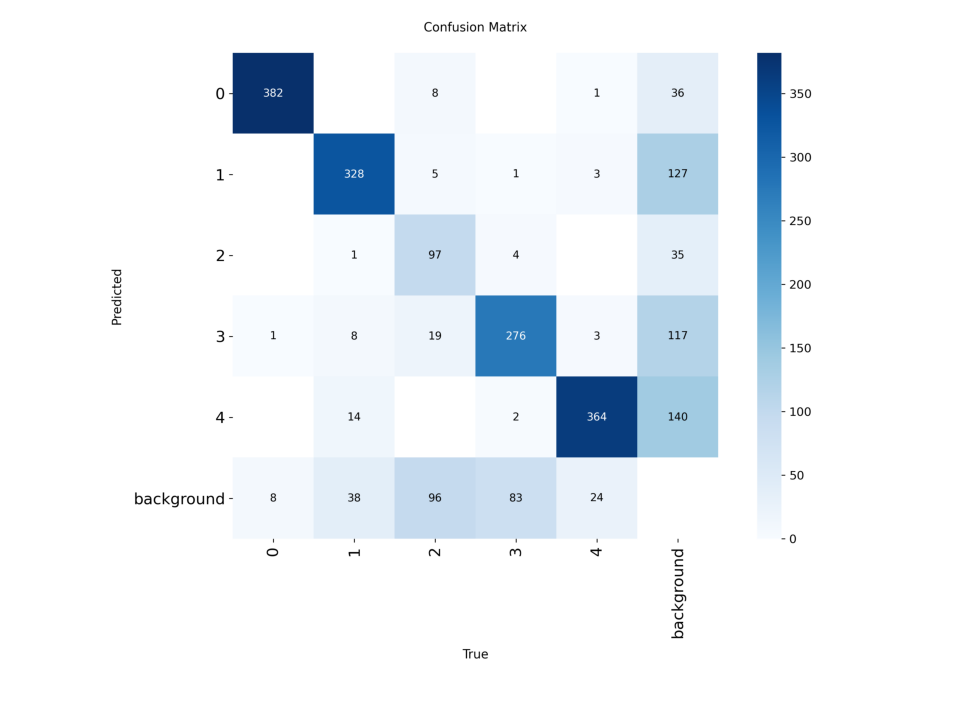 Confusion Matrix
0 382 8 1 36
1 328 5 1 3 127
2 1 97 4 35
3 1 8 19 276 3 117
4 14 2 364 140
background 8 38 96 83 24
0 1 2 3 4 background
True
Predicted
350
300
250
200
150
100
50
0